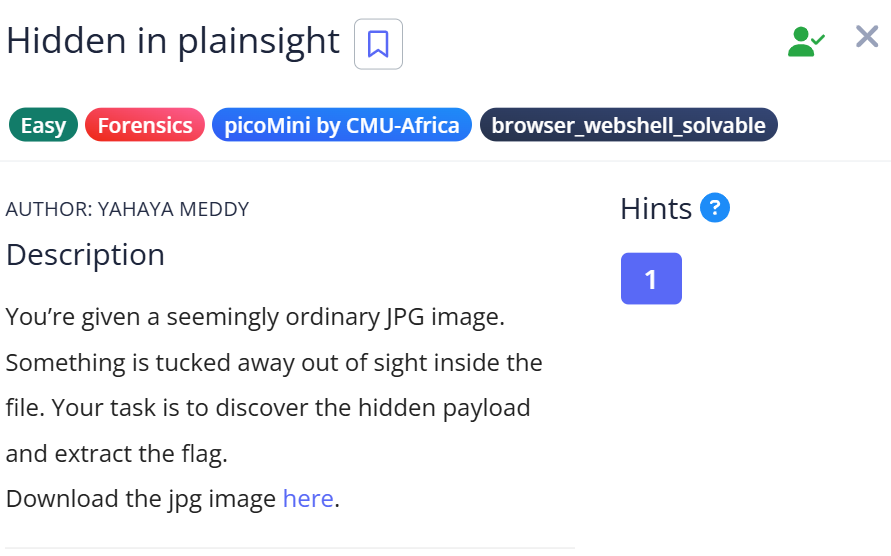 Hidden in plainsight
Easy
Forensics
picoMini by CMU-Africa
browser_webshell_solvable
AUTHOR: YAHAYA MEDDY
Description
You’re given a seemingly ordinary JPG image.
Something is tucked away out of sight inside the
file. Your task is to discover the hidden payload
and extract the flag.
Download the jpg image here.
Hints ?
1